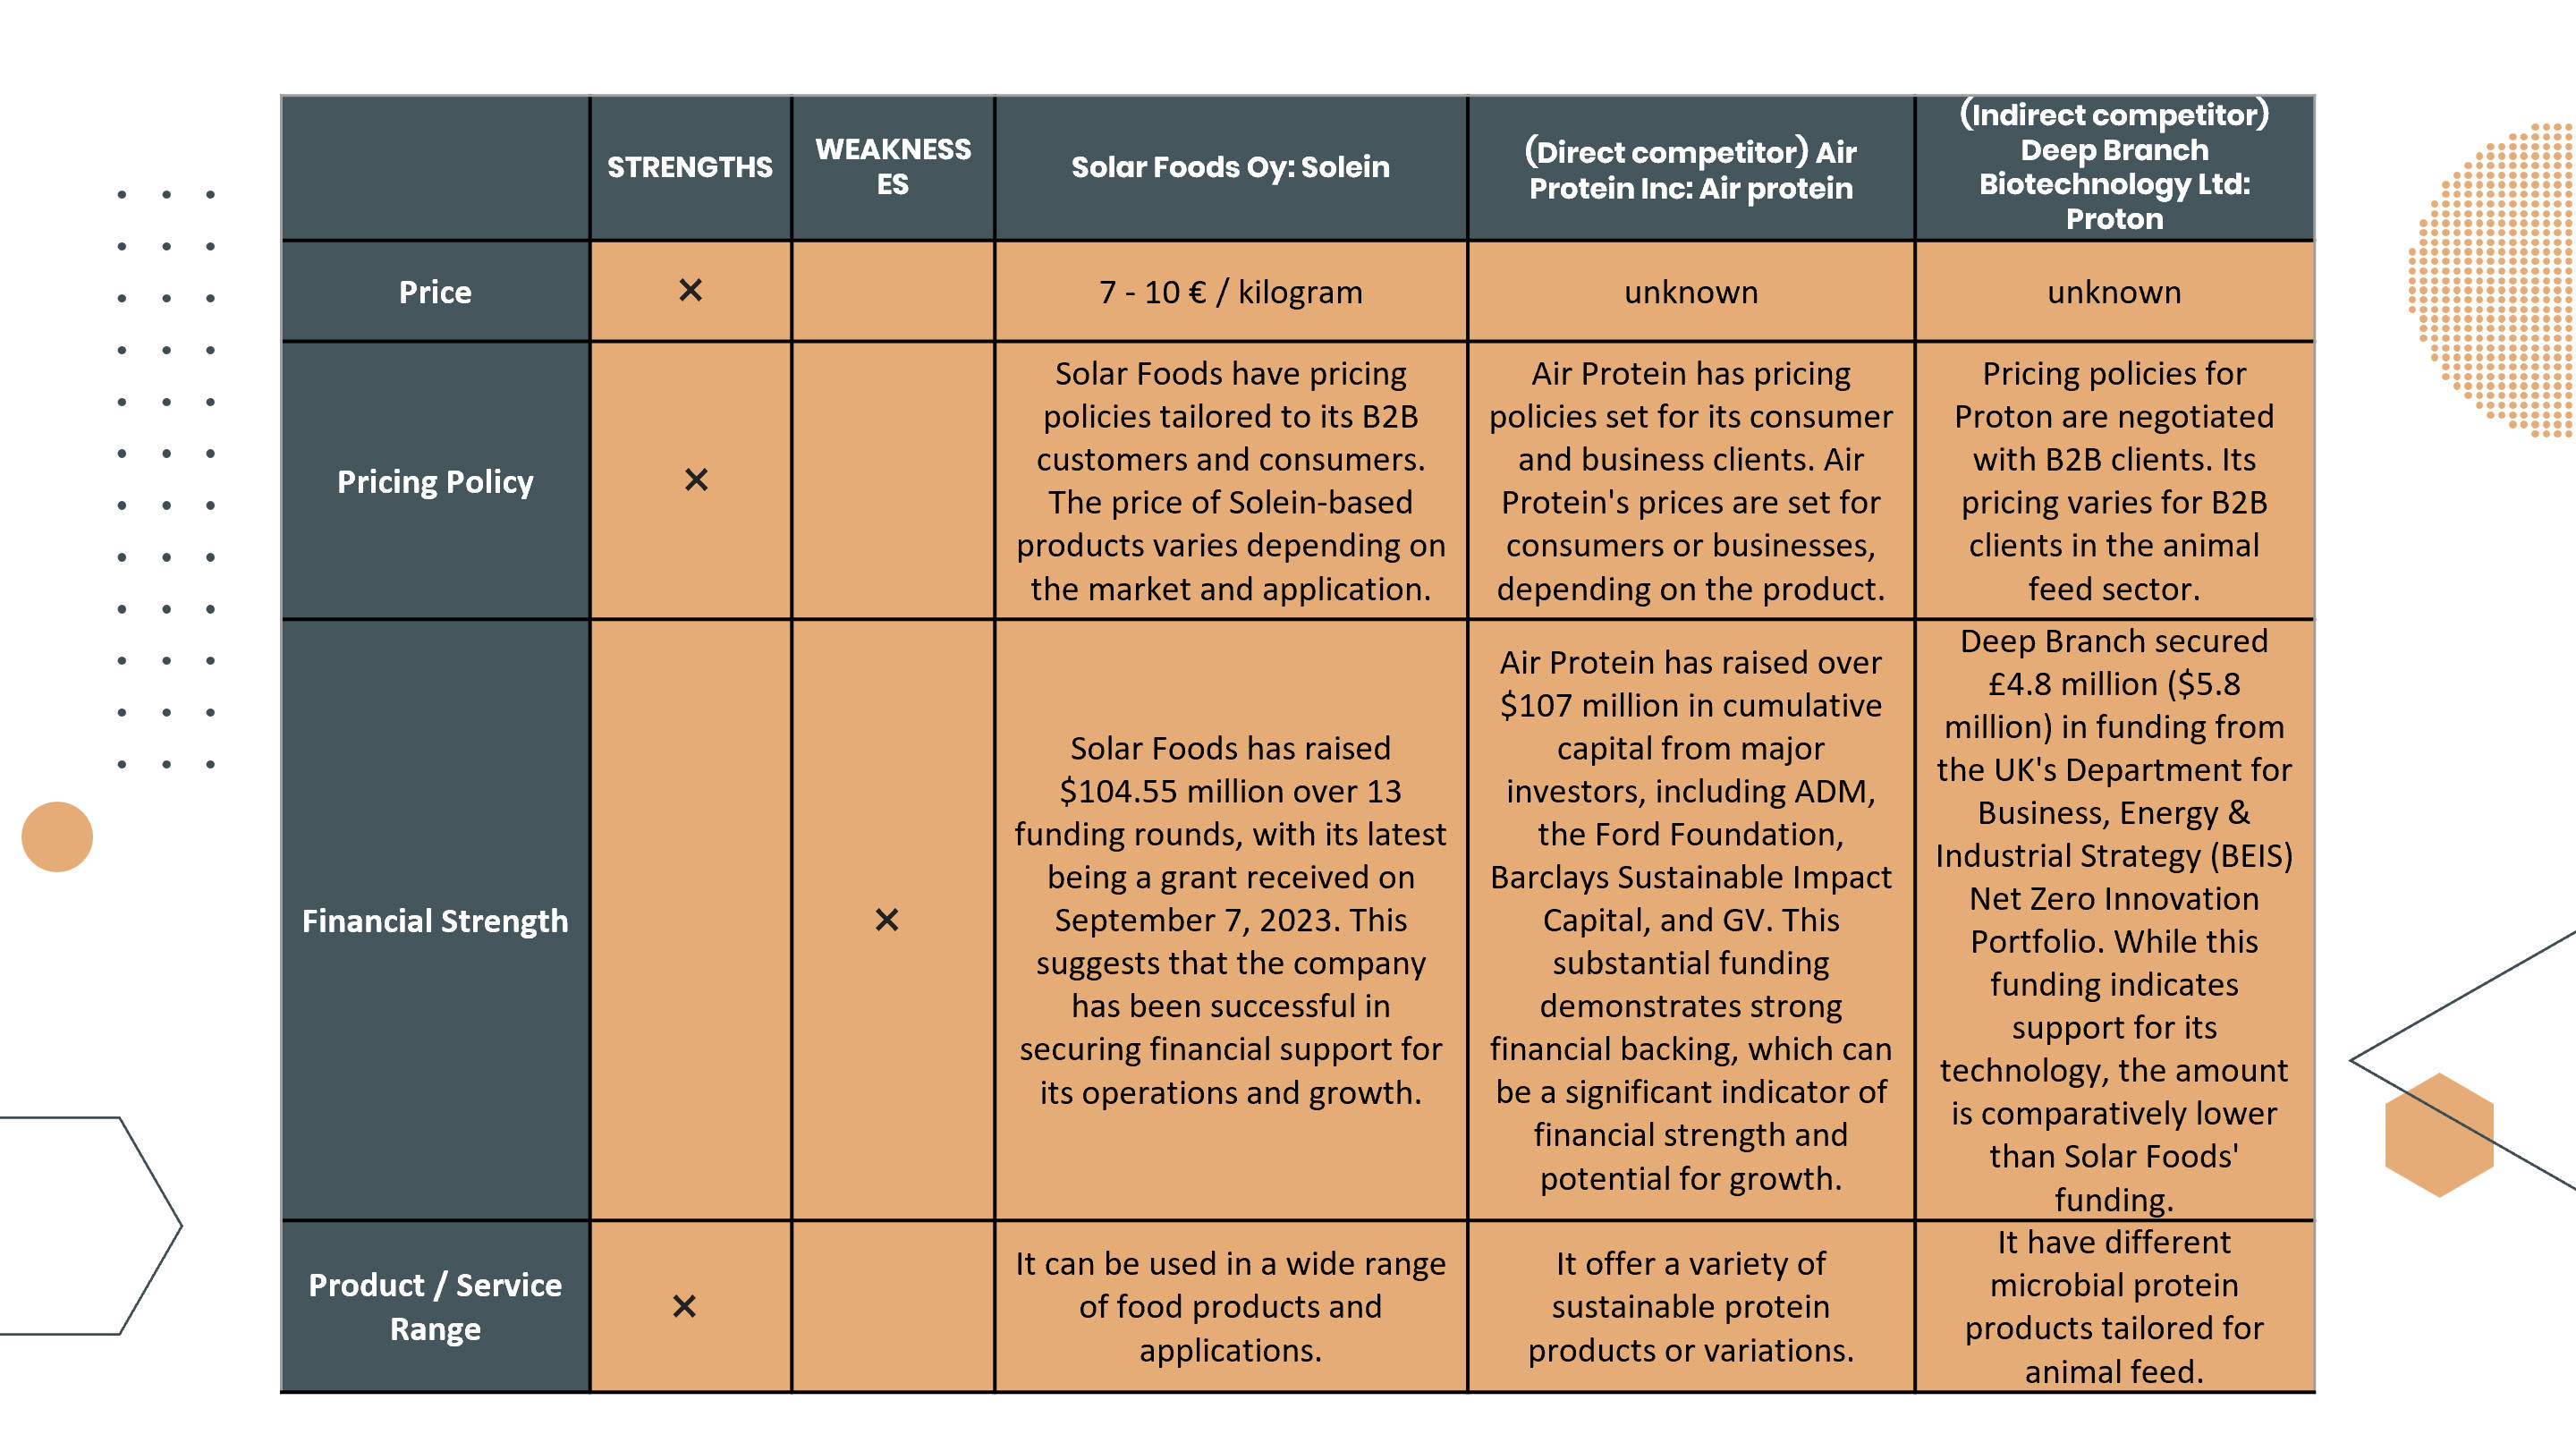 STRENGTHS
WEAKNESS
ES
Solar Foods Oy: Solein
(Direct competitor) Air
Protein Inc: Air protein
(Indirect competitor)
Deep Branch
Biotechnology Ltd:
Proton
Price
×
7 - 10 € / kilogram
unknown
unknown
Pricing Policy
×
Solar Foods have pricing
policies tailored to its B2B
customers and consumers.
The price of Solein-based
products varies depending on
the market and application.
Air Protein has pricing
policies set for its consumer
and business clients. Air
Protein's prices are set for
consumers or businesses,
depending on the product.
Pricing policies for
Proton are negotiated
with B2B clients. Its
pricing varies for B2B
clients in the animal
feed sector.
Financial Strength
×
Solar Foods has raised
$104.55 million over 13
funding rounds, with its latest
being a grant received on
September 7, 2023. This
suggests that the company
has been successful in
securing financial support for
its operations and growth.
Air Protein has raised over
$107 million in cumulative
capital from major
investors, including ADM,
the Ford Foundation,
Barclays Sustainable Impact
Capital, and GV. This
substantial funding
demonstrates strong
financial backing, which can
be a significant indicator of
financial strength and
potential for growth.
Deep Branch secured
£4.8 million ($5.8
million) in funding from
the UK's Department for
Business, Energy &
Industrial Strategy (BEIS)
Net Zero Innovation
Portfolio. While this
funding indicates
support for its
technology, the amount
is comparatively lower
than Solar Foods'
funding.
Product / Service
Range
×
It can be used in a wide range
of food products and
applications.
It offer a variety of
sustainable protein
products or variations.
It have different
microbial protein
products tailored for
animal feed.